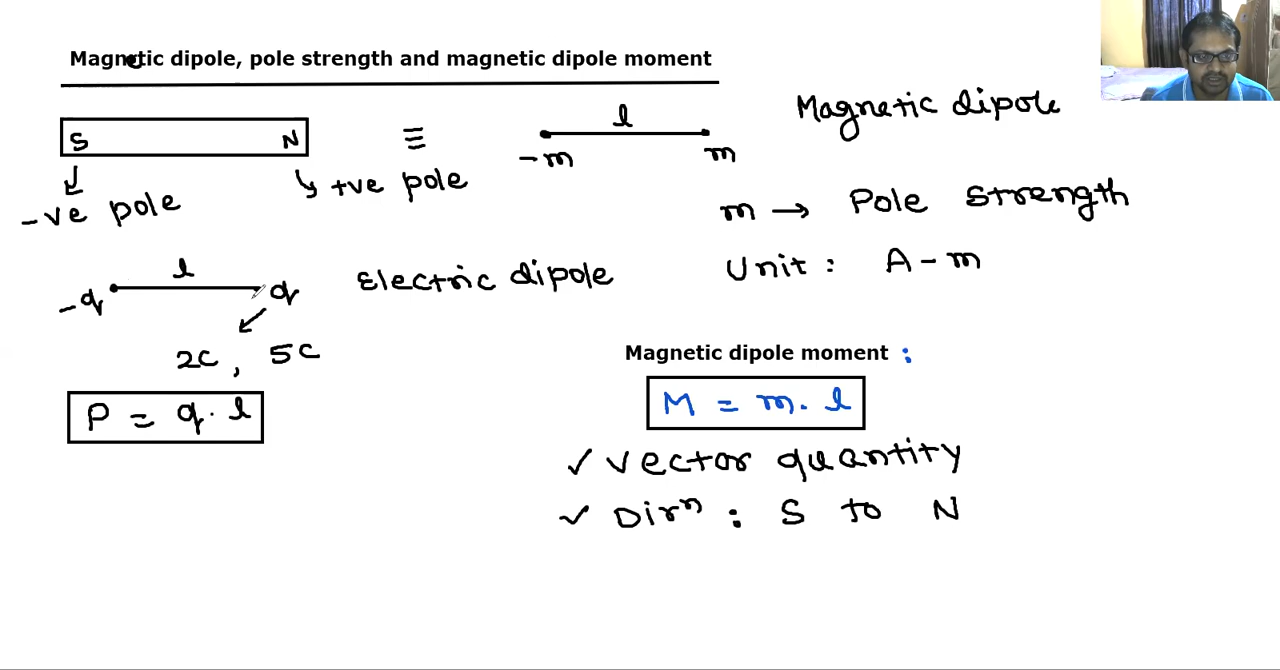 Magnetic dipole, pole strength and magnetic dipole moment
S N ≡ l Magnetic dipole
-m m
-ve pole +ve pole
m → Pole strength
Unit : A-m
-q l q Electric dipole
2C , 5C
P = q. l
Magnetic dipole moment :
M = m. l
✓ Vector quantity
✓ Dirⁿ : S to N